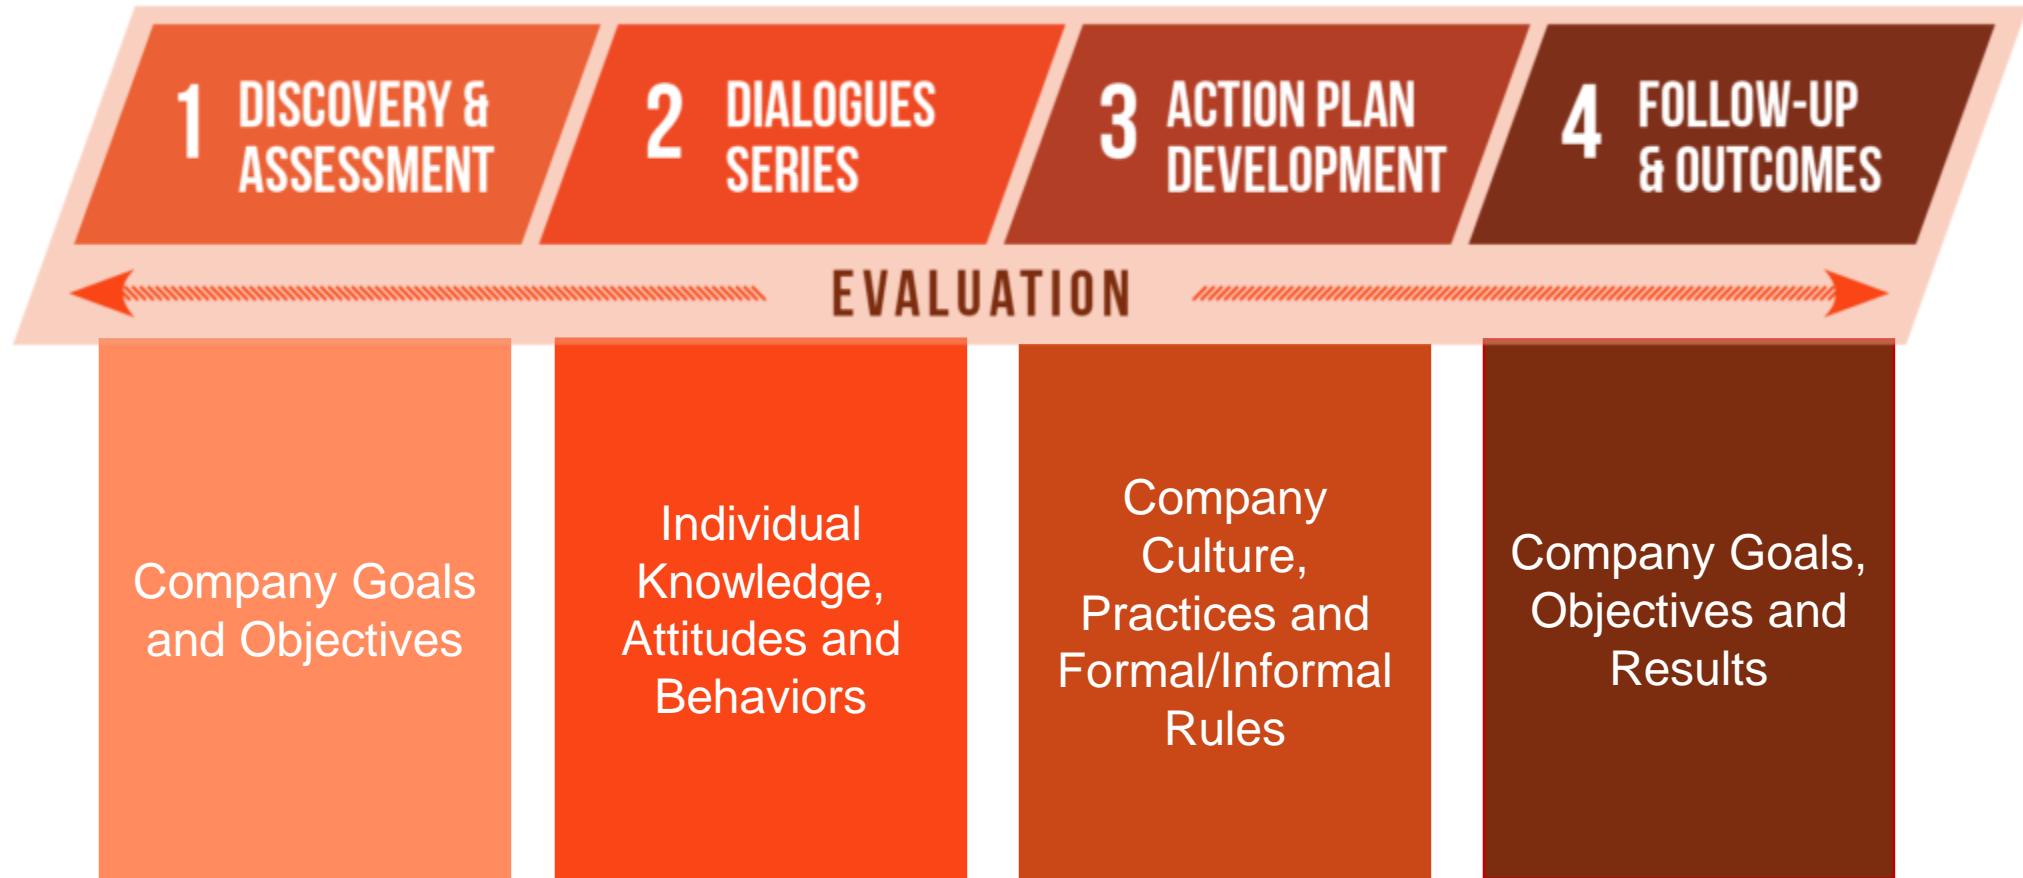 1 DISCOVERY &
ASSESSMENT
2 DIALOGUES
SERIES
3 ACTION PLAN
DEVELOPMENT
4 FOLLOW-UP
& OUTCOMES
EVALUATION
Company Goals
and Objectives
Individual
Knowledge,
Attitudes and
Behaviors
Company
Culture,
Practices and
Formal/Informal
Rules
Company Goals,
Objectives and
Results